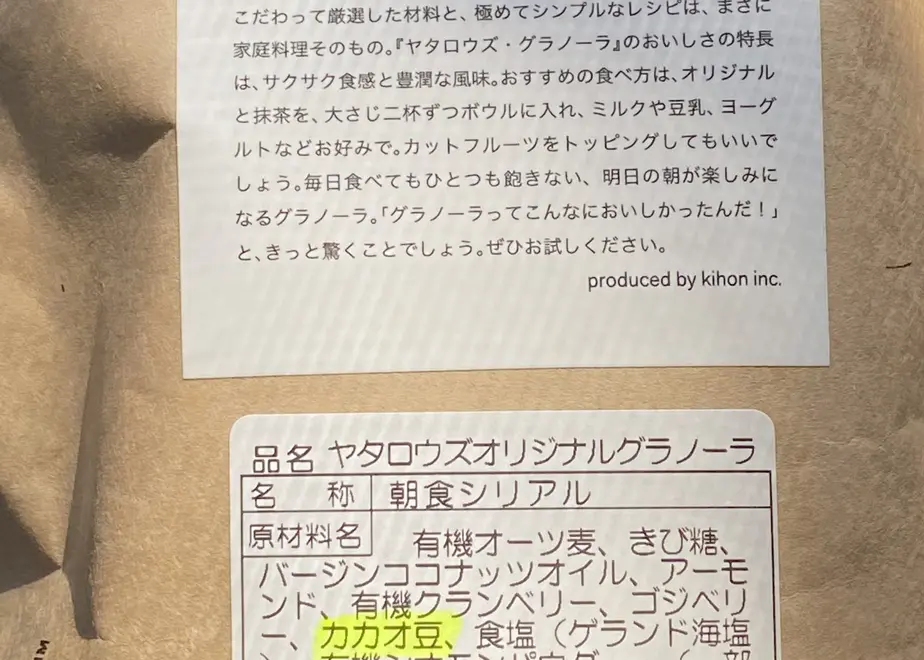 こだわって厳選した材料と、極めてシンプルなレシピは、まさに
家庭料理そのもの。『ヤタロウズ・グラノーラ』のおいしさの特長
は、サクサク食感と豊潤な風味。おすすめの食べ方は、オリジナル
と抹茶を、大さじ二杯ずつボウルに入れ、ミルクや豆乳、ヨーグ
ルトなどお好みで。カットフルーツをトッピングしてもいいで
しょう。毎日食べてもひとつも飽きない、明日の朝が楽しみに
なるグラノーラ。「グラノーラってこんなにおいしかったんだ！」
と、きっと驚くことでしょう。ぜひお試しください。
produced by kihon inc.
品名 ヤタロウズオリジナルグラノーラ
名 称 朝食シリアル
原材料名 有機オーツ麦、きび糖、
バージンココナッツオイル、アーモ
ンド、有機クランベリー、ゴジベリ
ー、カカオ豆、食塩（ゲランド海塩